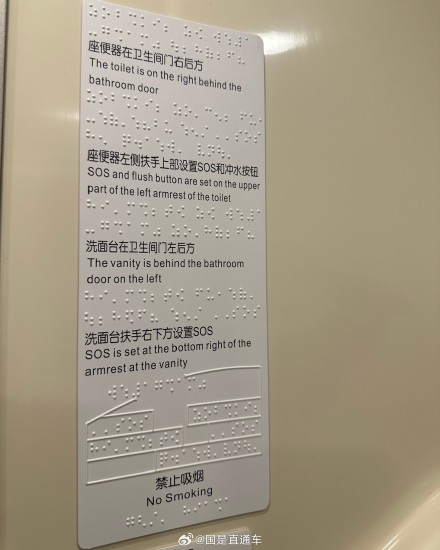 座便器在卫生间门右后方
The toilet is on the right behind the
bathroom door
座便器左侧扶手上部设置SOS和冲水按钮
SOS and flush button are set on the upper
part of the left armrest of the toilet
洗面台在卫生间门左后方
The vanity is behind the bathroom
door on the left
洗面台扶手右下方设置SOS
SOS is set at the bottom right of the
armrest at the vanity
禁止吸烟
No Smoking
@国是直通车